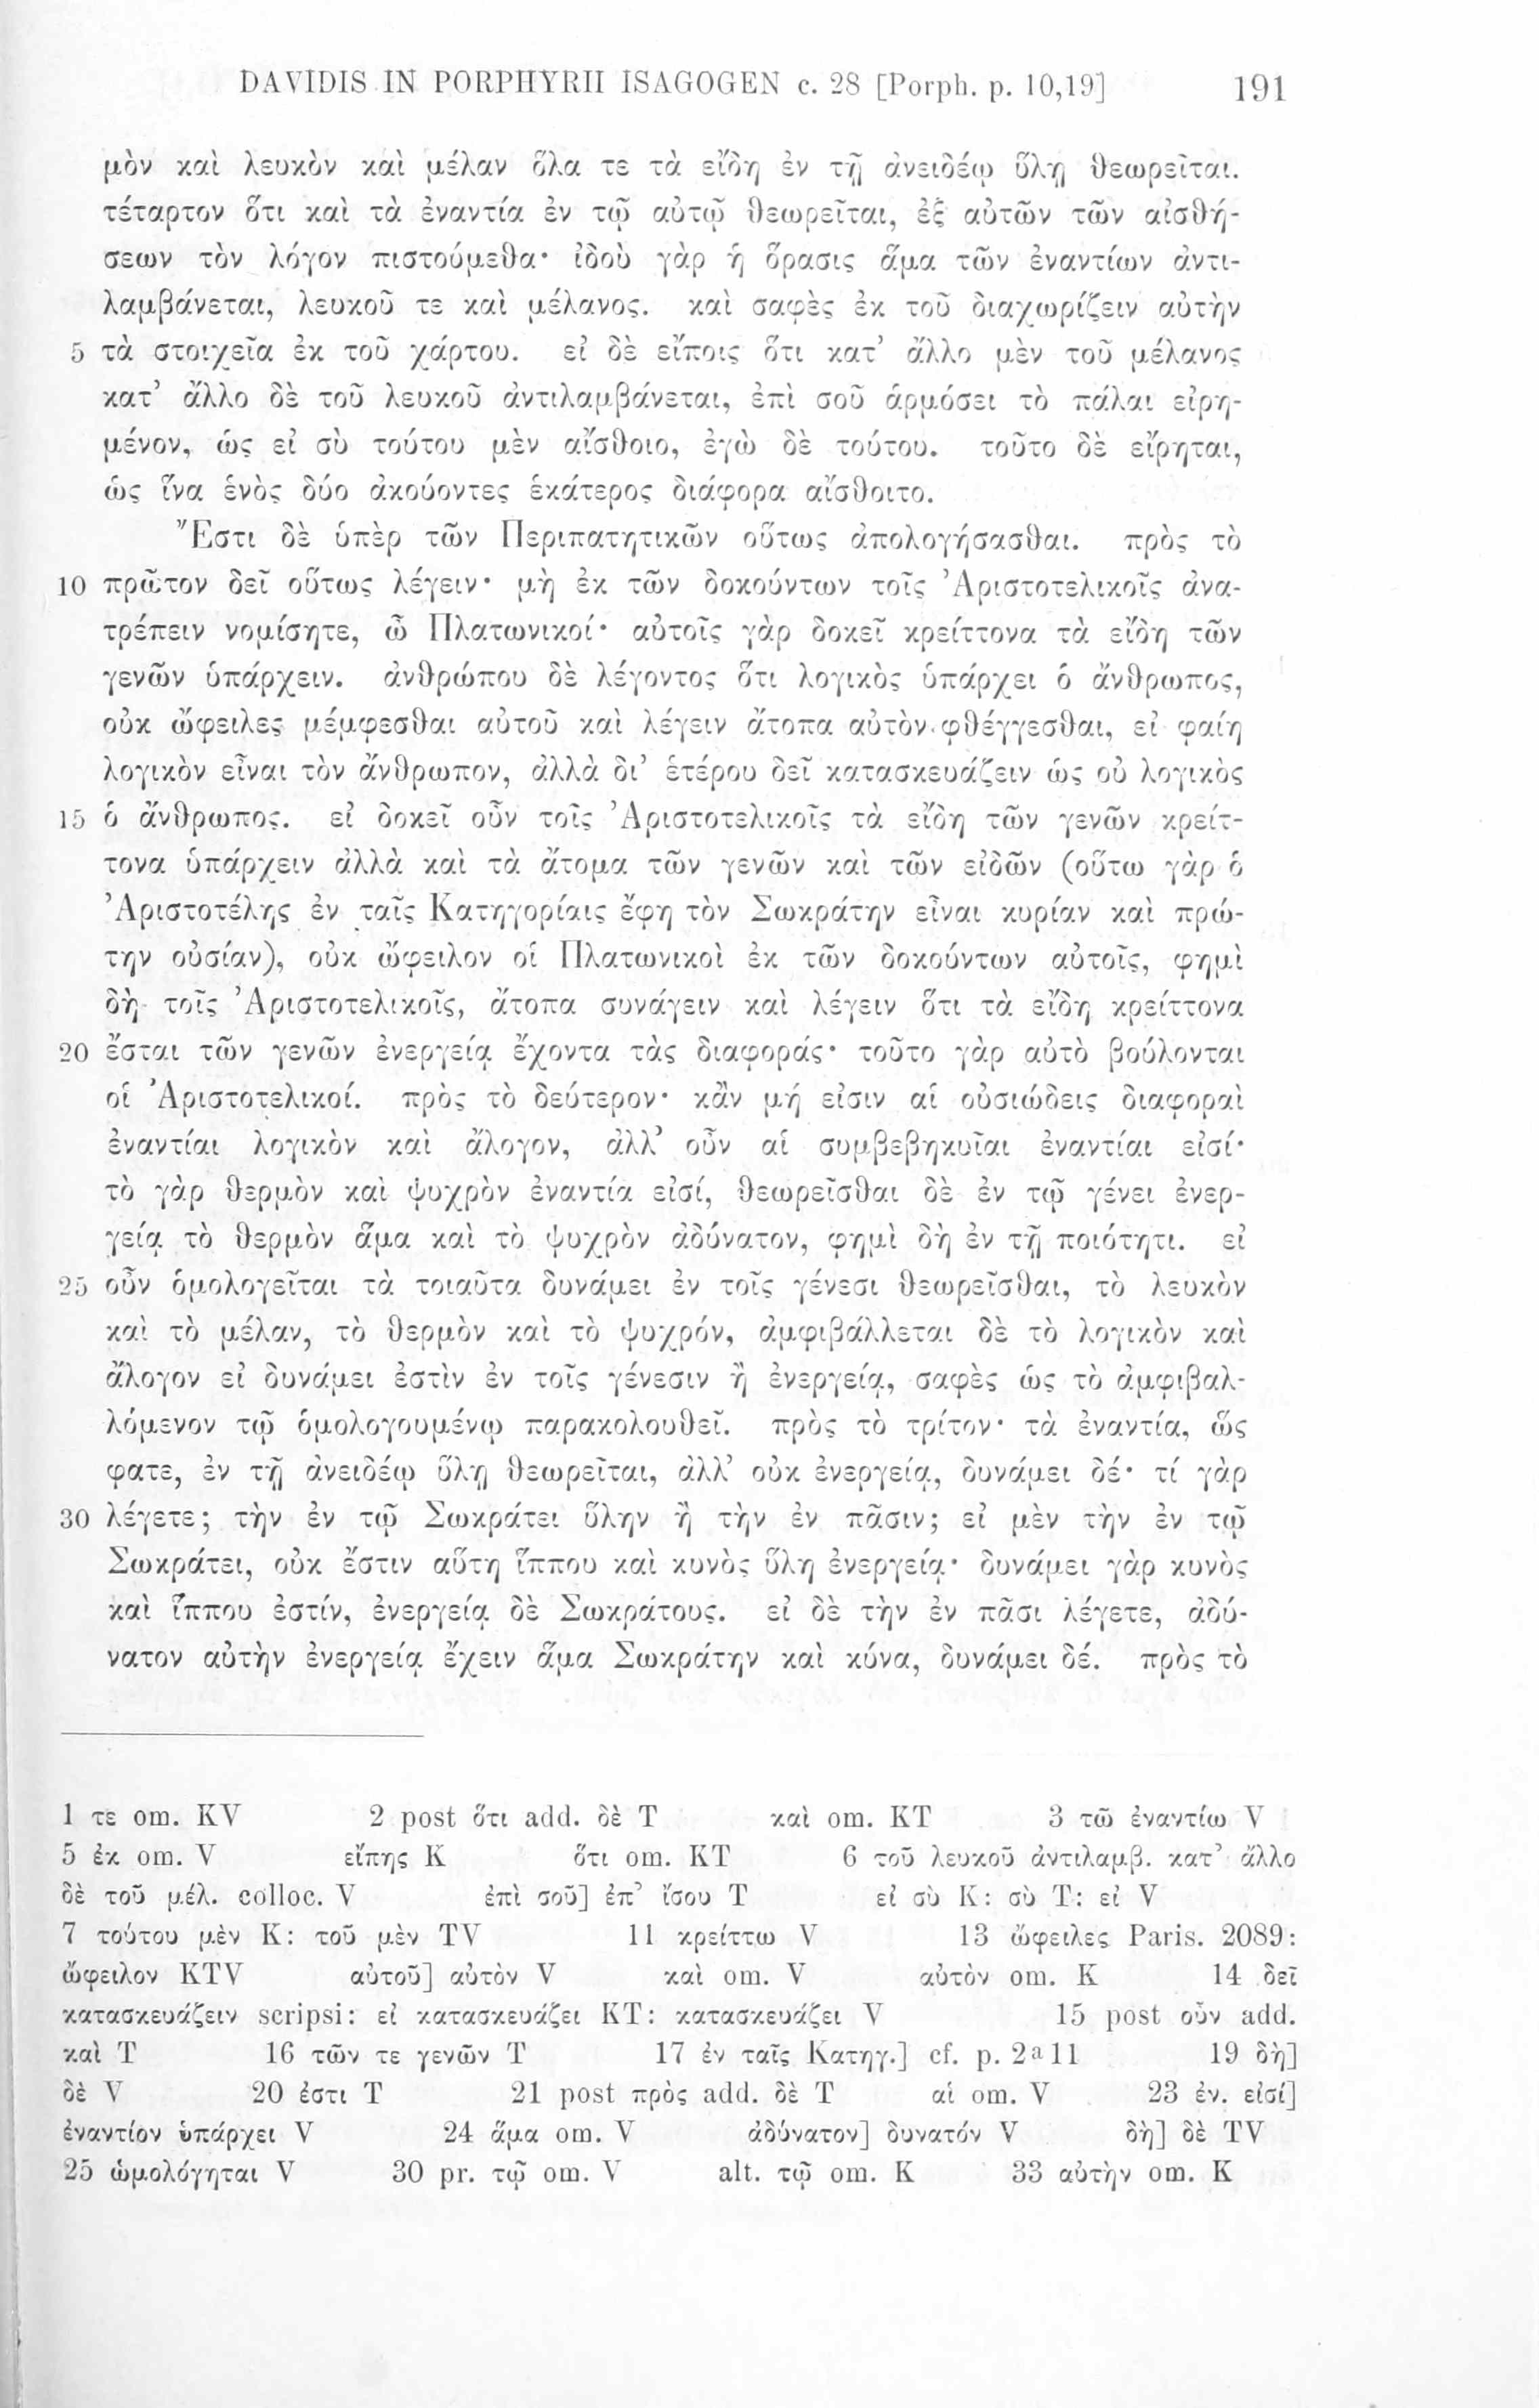 DAVIDIS IN PORPHYRII ISAGOGEN c. 28 [Porph. p. 10,19] 191
μὸν καὶ λευκὸν καὶ μέλαν ὅλα τε τὰ εἴδη ἐν τῇ ἀνειδέῳ ὕλῃ θεωρεῖται.
τέταρτον ὅτι καὶ τὰ ἐναντία ἐν τῷ αὐτῷ θεωρεῖται, ἐξ αὐτῶν τῶν αἰσθή-
σεων τὸν λόγον πιστούμεθα· ἰδοὺ γὰρ ἡ ὅρασις ἅμα τῶν ἐναντίων ἀντι-
λαμβάνεται, λευκοῦ τε καὶ μέλανος. καὶ σαφὲς ἐκ τοῦ διαχωρίζειν αὐτὴν
5 τὰ στοιχεῖα ἐκ τοῦ χάρτου. εἰ δὲ εἴποις ὅτι κατ’ ἄλλο μὲν τοῦ μέλανος
κατ’ ἄλλο δὲ τοῦ λευκοῦ ἀντιλαμβάνεται, ἐπὶ σοῦ ἁρμόσει τὸ πάλαι εἰρη-
μένον, ὡς εἰ σὺ τούτου μὲν αἴσθοιο, ἐγὼ δὲ τούτου. τοῦτο δὲ εἴρηται,
ὡς ἵνα ἑνὸς δύο ἀκούοντες ἑκάτερος διάφορα αἴσθοιτο.
Ἔστι δὲ ὑπὲρ τῶν Περιπατητικῶν οὕτως ἀπολογήσασθαι. πρὸς τὸ
10 πρῶτον δεῖ οὕτως λέγειν· μὴ ἐκ τῶν δοκούντων τοῖς Ἀριστοτελικοῖς ἀνα-
τρέπειν νομίσητε, ὦ Πλατωνικοί· αὐτοῖς γὰρ δοκεῖ κρείττονα τὰ εἴδη τῶν
γενῶν ὑπάρχειν. ἀνθρώπου δὲ λέγοντος ὅτι λογικὸς ὑπάρχει ὁ ἄνθρωπος,
οὐκ ὤφειλες μέμφεσθαι αὐτοῦ καὶ λέγειν ἄτοπα αὐτὸν φθέγγεσθαι, εἰ φαίη
λογικὸν εἶναι τὸν ἄνθρωπον, ἀλλὰ δι’ ἑτέρου δεῖ κατασκευάζειν ὡς οὐ λογικὸς
15 ὁ ἄνθρωπος. εἰ δοκεῖ οὖν τοῖς Ἀριστοτελικοῖς τὰ εἴδη τῶν γενῶν κρείτ-
τονα ὑπάρχειν ἀλλὰ καὶ τὰ ἄτομα τῶν γενῶν καὶ τῶν εἰδῶν (οὕτω γὰρ ὁ
Ἀριστοτέλης ἐν ταῖς Κατηγορίαις ἔφη τὸν Σωκράτην εἶναι κυρίαν καὶ πρώ-
την οὐσίαν), οὐκ ὤφειλον οἱ Πλατωνικοὶ ἐκ τῶν δοκούντων αὐτοῖς, φημὶ
δὴ τοῖς Ἀριστοτελικοῖς, ἄτοπα συνάγειν καὶ λέγειν ὅτι τὰ εἴδη κρείττονα
20 ἔσται τῶν γενῶν ἐνεργείᾳ ἔχοντα τὰς διαφοράς· τοῦτο γὰρ αὐτὸ βούλονται
οἱ Ἀριστοτελικοί. πρὸς τὸ δεύτερον· κἂν μή εἰσιν αἱ οὐσιώδεις διαφοραὶ
ἐναντίαι λογικὸν καὶ ἄλογον, ἀλλ’ οὖν αἱ συμβεβηκυῖαι ἐναντίαι εἰσί·
τὸ γὰρ θερμὸν καὶ ψυχρὸν ἐναντία εἰσί, θεωρεῖσθαι δὲ ἐν τῷ γένει ἐνερ-
γείᾳ τὸ θερμὸν ἅμα καὶ τὸ ψυχρὸν ἀδύνατον, φημὶ δὴ ἐν τῇ ποιότητι. εἰ
25 οὖν ὁμολογεῖται τὰ τοιαῦτα δυνάμει ἐν τοῖς γένεσι θεωρεῖσθαι, τὸ λευκὸν
καὶ τὸ μέλαν, τὸ θερμὸν καὶ τὸ ψυχρόν, ἀμφιβάλλεται δὲ τὸ λογικὸν καὶ
ἄλογον εἰ δυνάμει ἐστὶν ἐν τοῖς γένεσιν ἢ ἐνεργείᾳ, σαφὲς ὡς τὸ ἀμφιβαλ-
λόμενον τῷ ὁμολογουμένῳ παρακολουθεῖ. πρὸς τὸ τρίτον· τὰ ἐναντία, ὥς
φατε, ἐν τῇ ἀνειδέῳ ὕλῃ θεωρεῖται, ἀλλ’ οὐκ ἐνεργείᾳ, δυνάμει δέ· τί γὰρ
30 λέγετε; τὴν ἐν τῷ Σωκράτει ὕλην ἢ τὴν ἐν πᾶσιν; εἰ μὲν τὴν ἐν τῷ
Σωκράτει, οὐκ ἔστιν αὕτη ἵππου καὶ κυνὸς ὕλη ἐνεργείᾳ· δυνάμει γὰρ κυνὸς
καὶ ἵππου ἐστίν, ἐνεργείᾳ δὲ Σωκράτους. εἰ δὲ τὴν ἐν πᾶσι λέγετε, ἀδύ-
νατον αὐτὴν ἐνεργείᾳ ἔχειν ἅμα Σωκράτην καὶ κύνα, δυνάμει δέ. πρὸς τὸ
1 τε om. KV 2 post ὅτι add. δὲ T καὶ om. KT 3 τῶ ἐναντίω V
5 ἐκ om. V εἴπης K ὅτι om. KT 6 τοῦ λευκοῦ ἀντιλαμβ. κατ’ ἄλλο
δὲ τοῦ μέλ. colloc. V ἐπὶ σοῦ] ἐπ’ ἴσου T εἰ σὺ K: σὺ T: εἰ V
7 τούτου μὲν K: τοῦ μὲν TV 11 κρείττω V 13 ὤφειλες Paris. 2089:
ὤφειλον KTV αὐτοῦ] αὐτὸν V καὶ om. V αὐτὸν om. K 14 δεῖ
κατασκευάζειν scripsi: εἰ κατασκευάζει KT: κατασκευάζει V 15 post οὖν add.
καὶ T 16 τῶν τε γενῶν T 17 ἐν ταῖς Κατηγ.] cf. p. 2a11 19 δὴ]
δὲ V 20 ἐστι T 21 post πρὸς add. δὲ T αἱ om. V 23 ἐν. εἰσί]
ἐναντίον ὑπάρχει V 24 ἅμα om. V ἀδύνατον] δυνατόν V δὴ] δὲ TV
25 ὡμολόγηται V 30 pr. τῷ om. V alt. τῷ om. K 33 αὐτὴν om. K